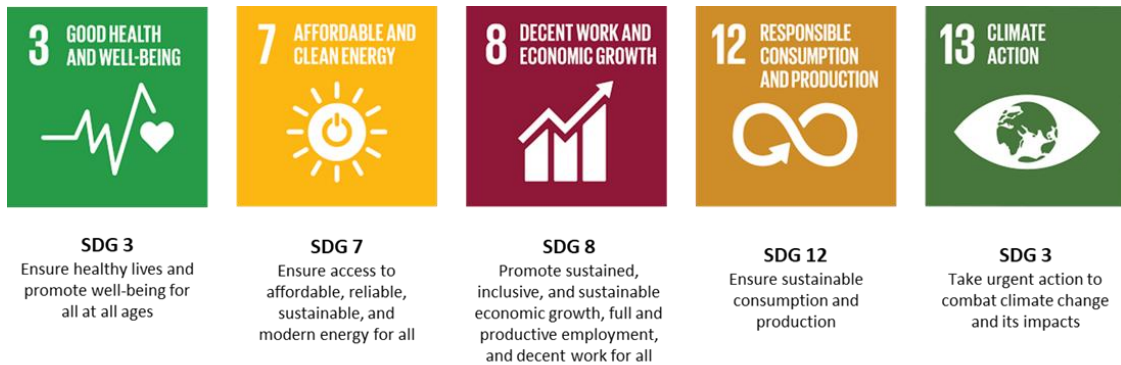 3 GOOD HEALTH
AND WELL-BEING
7 AFFORDABLE AND
CLEAN ENERGY
8 DECENT WORK AND
ECONOMIC GROWTH
12 RESPONSIBLE
CONSUMPTION
AND PRODUCTION
13 CLIMATE
ACTION
SDG 3
Ensure healthy lives and
promote well-being for
all at all ages
SDG 7
Ensure access to
affordable, reliable,
sustainable, and
modern energy for all
SDG 8
Promote sustained,
inclusive, and sustainable
economic growth, full and
productive employment,
and decent work for all
SDG 12
Ensure sustainable
consumption and
production
SDG 3
Take urgent action to
combat climate change
and its impacts